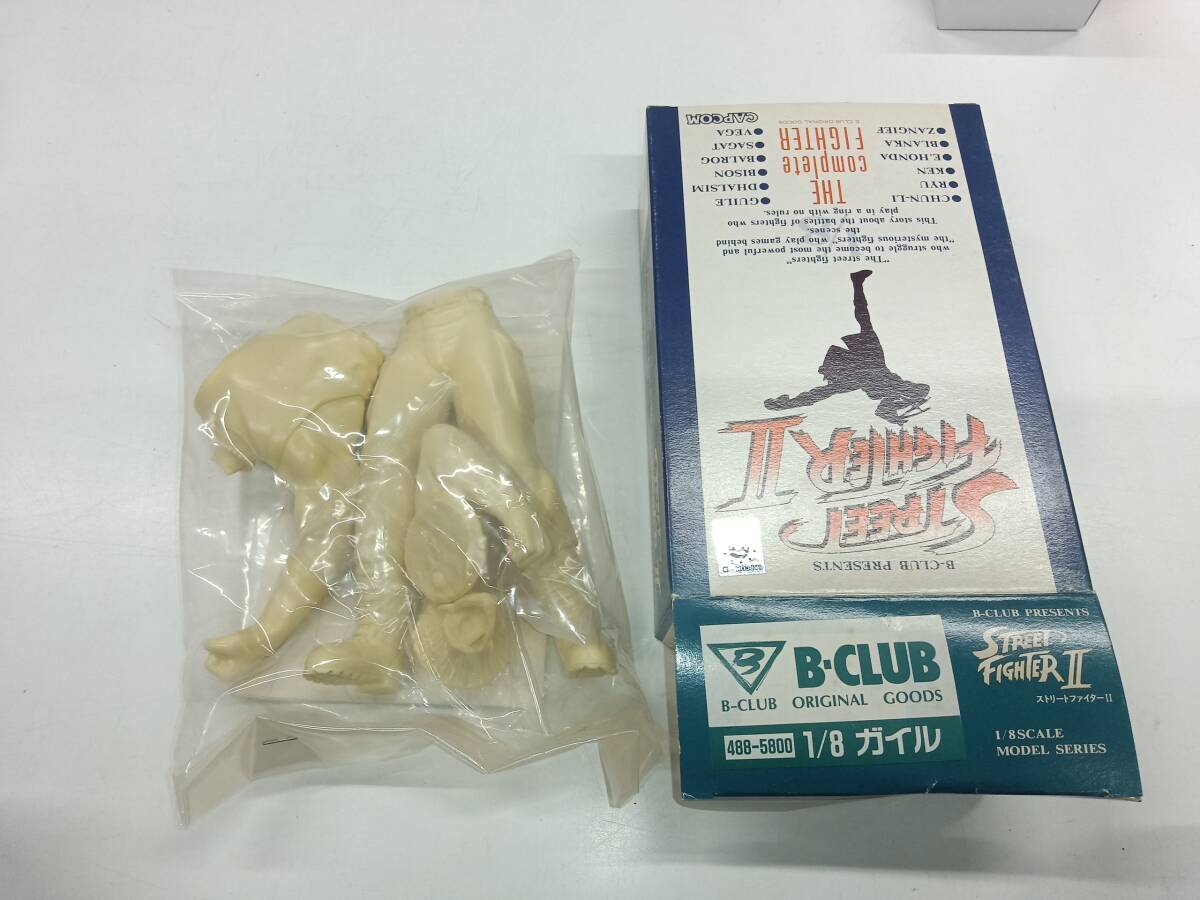 B-CLUB PRESENTS
STREET
FIGHTER II
"The street fighters"
who struggle to become the most powerful and
"the mysterious fighters" who play games behind
the scenes.
This story about the battles of fighters who
play in a ring with no rules.
THE
complete
FIGHTER
B-CLUB ORIGINAL GOODS
●CHUN-LI
●RYU
●KEN
●E.HONDA
●BLANKA
●ZANGIEF
●GUILE
●DHALSIM
●BISON
●BALROG
●SAGAT
●VEGA
CAPCOM
B
B-CLUB
B-CLUB ORIGINAL GOODS
488-5800 1/8 ガイル
B-CLUB PRESENTS
STREET
FIGHTER II
ストリートファイターII
1/8SCALE
MODEL SERIES